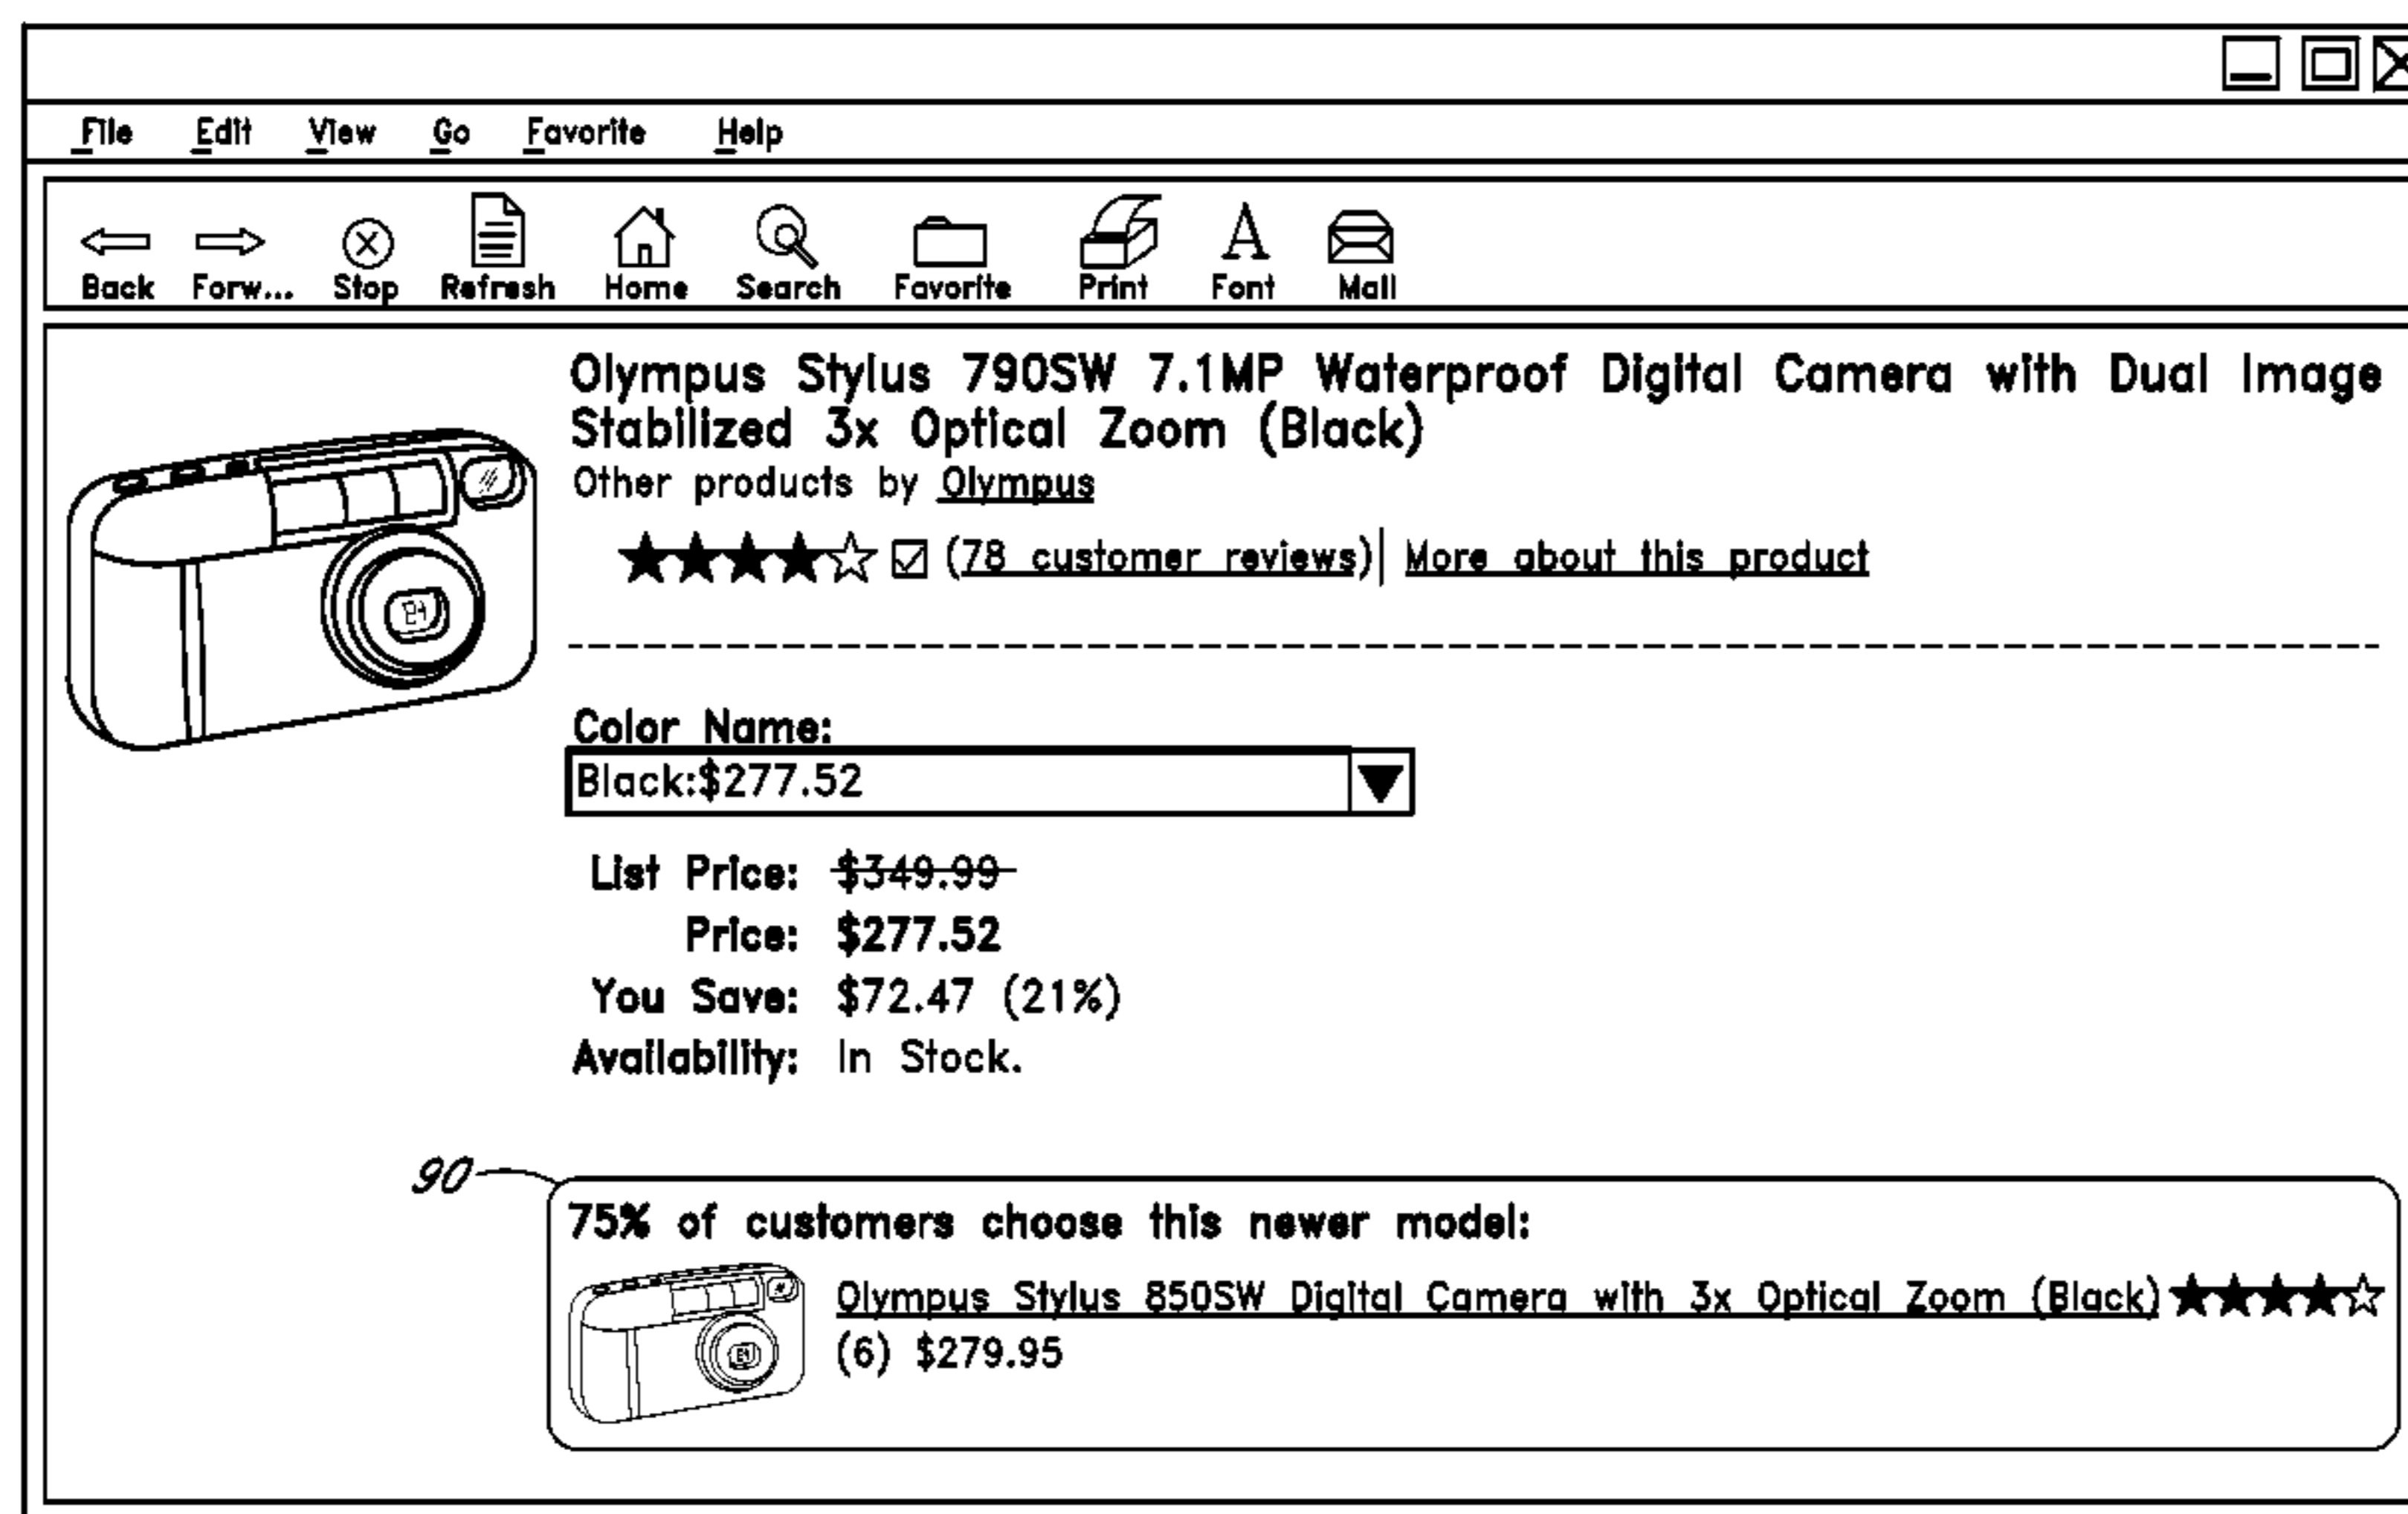 File Edit View Go Favorite Help
Back Forw... Stop Refresh Home Search Favorite Print Font Mail
Olympus Stylus 790SW 7.1MP Waterproof Digital Camera with Dual Image
Stabilized 3x Optical Zoom (Black)
Other products by Olympus
(78 customer reviews) More about this product
Color Name:
Black:$277.52
List Price: $349.99
Price: $277.52
You Save: $72.47 (21%)
Availability: In Stock.
90
75% of customers choose this newer model:
Olympus Stylus 850SW Digital Camera with 3x Optical Zoom (Black)
(6) $279.95